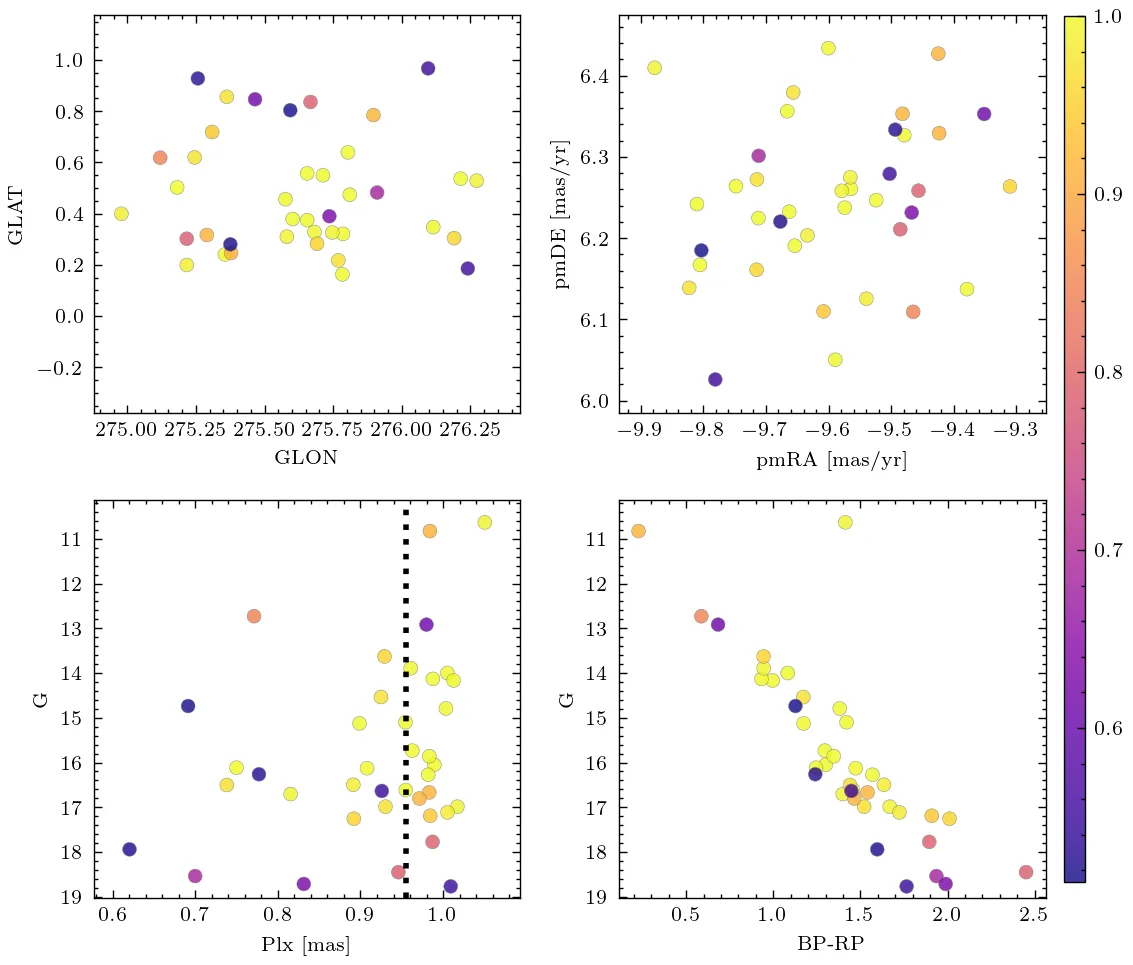 1.0
0.8
0.6
0.4
0.2
0.0
−0.2
GLAT
275.00 275.25 275.50 275.75 276.00 276.25
GLON
6.4
6.3
6.2
6.1
6.0
pmDE [mas/yr]
−9.9 −9.8 −9.7 −9.6 −9.5 −9.4 −9.3
pmRA [mas/yr]
1.0
0.9
0.8
0.7
0.6
11
12
13
14
15
16
17
18
19
G
0.6 0.7 0.8 0.9 1.0
Plx [mas]
11
12
13
14
15
16
17
18
19
G
0.5 1.0 1.5 2.0 2.5
BP-RP